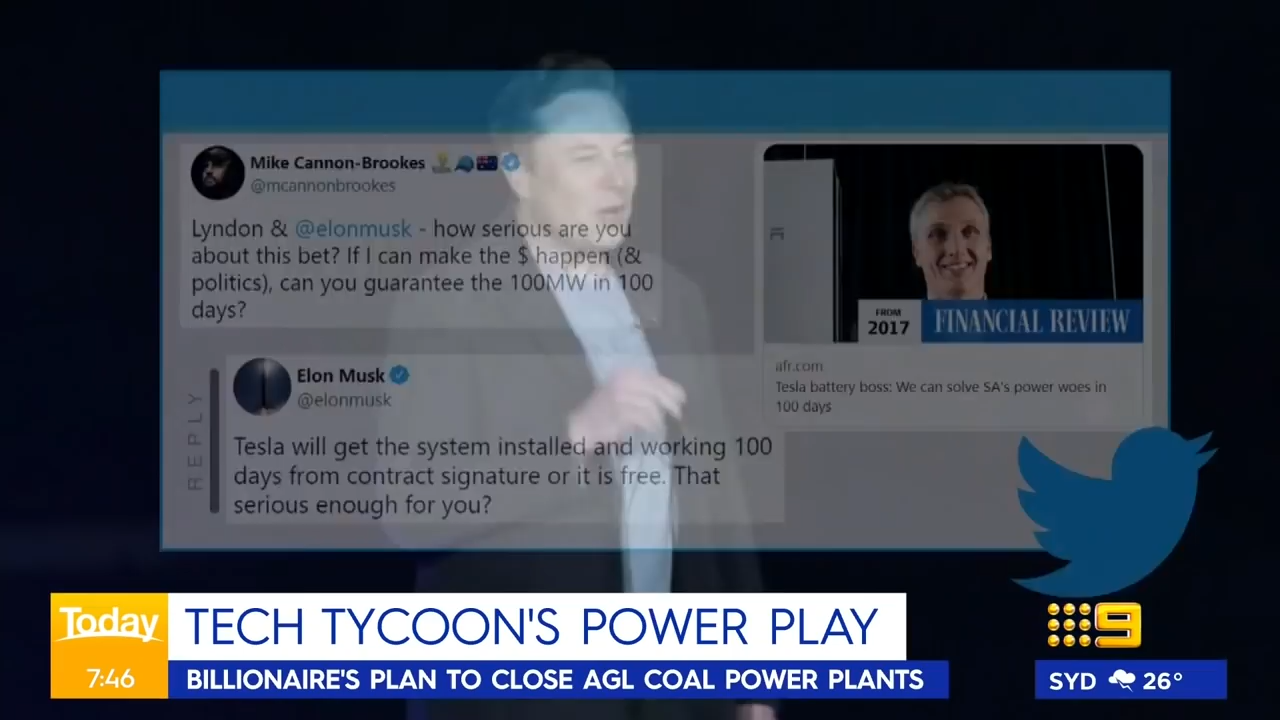 Mike Cannon-Brookes
@mcannonbrookes
Lyndon & @elonmusk - how serious are you
about this bet? If I can make the $ happen (&
politics), can you guarantee the 100MW in 100
days?
REPLY
Elon Musk
@elonmusk
Tesla will get the system installed and working 100
days from contract signature or it is free. That
serious enough for you?
FROM
2017
FINANCIAL REVIEW
afr.com
Tesla battery boss: We can solve SA's power woes in
100 days
Today
7:46
TECH TYCOON'S POWER PLAY
BILLIONAIRE'S PLAN TO CLOSE AGL COAL POWER PLANTS
9
SYD 26°